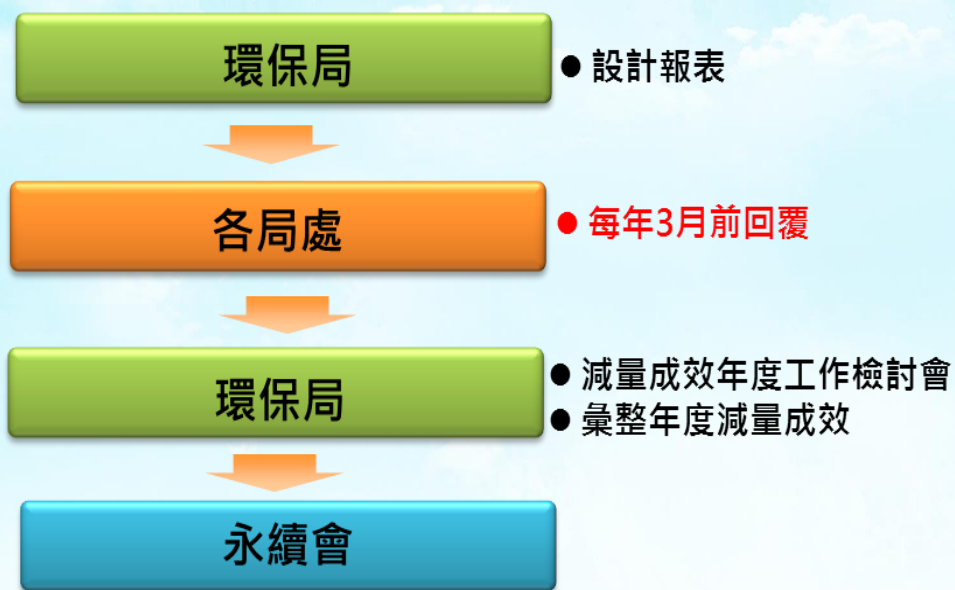 環保局
● 設計報表
各局處
● 每年3月前回覆
環保局
● 減量成效年度工作檢討會
● 彙整年度減量成效
永續會